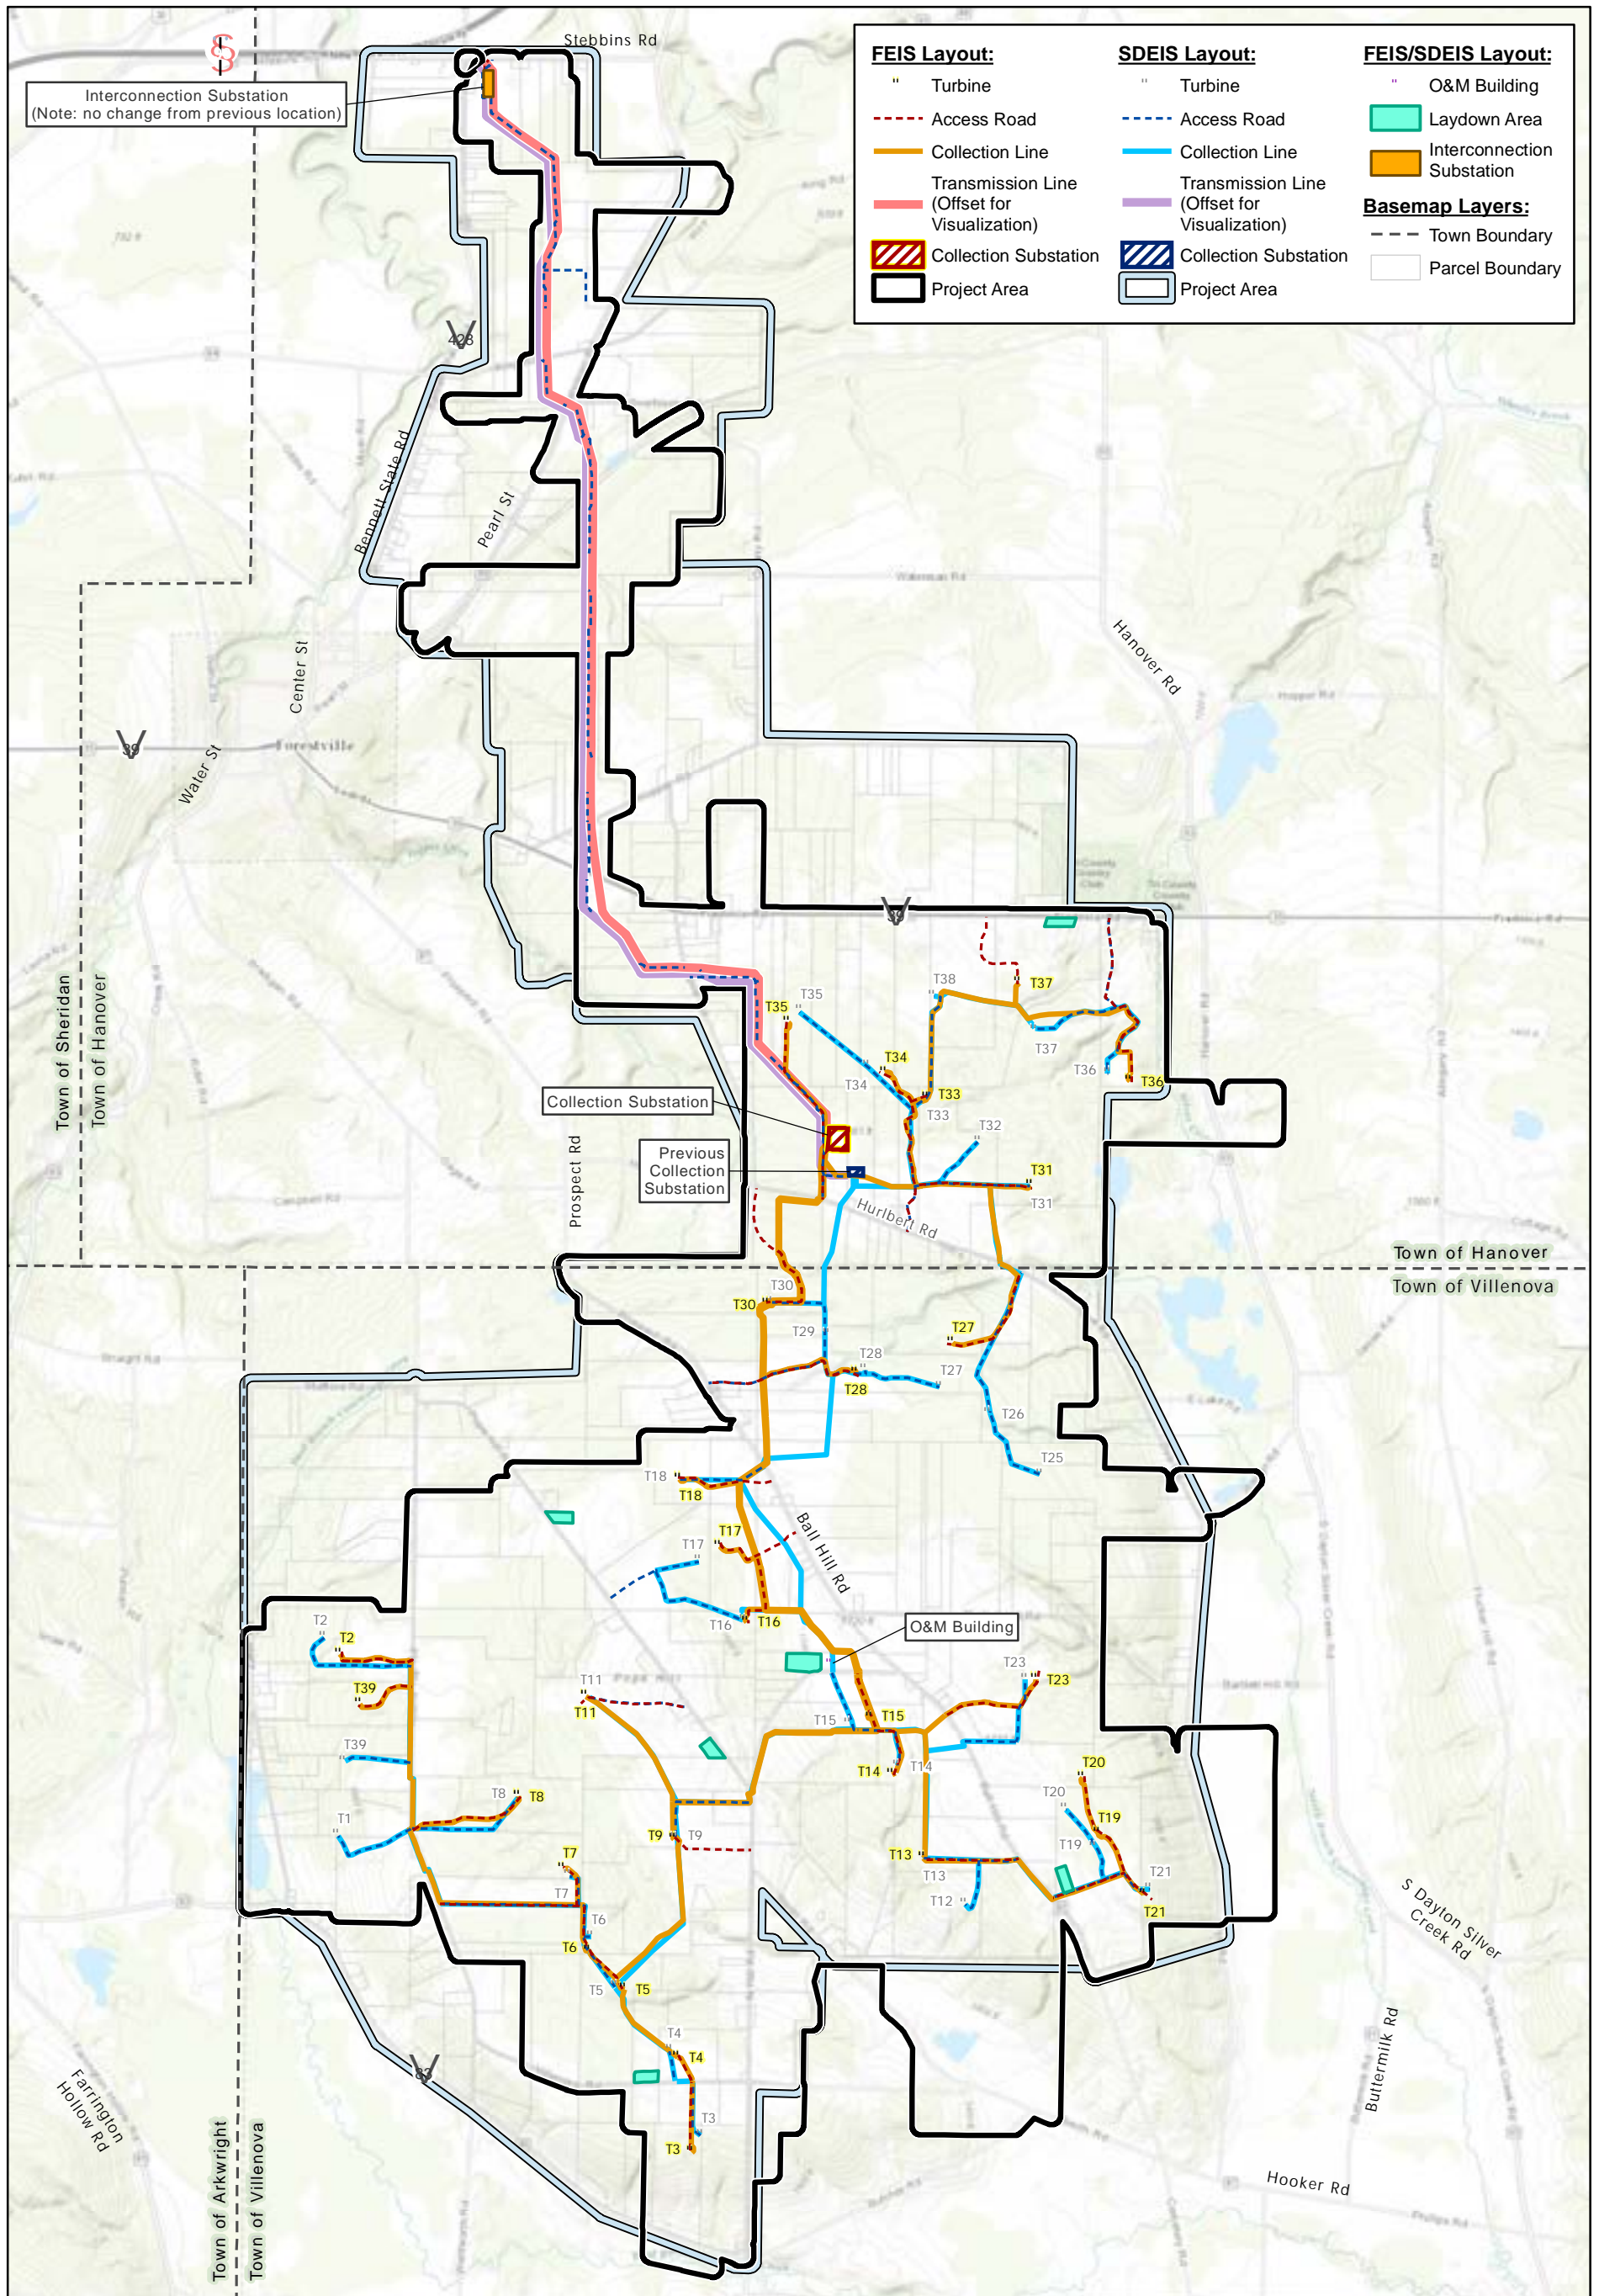 Stebbins Rd
Interconnection Substation
(Note: no change from previous location)
FEIS Layout:
Turbine
Access Road
Collection Line
Transmission Line
(Offset for
Visualization)
Collection Substation
Project Area
SDEIS Layout:
Turbine
Access Road
Collection Line
Transmission Line
(Offset for
Visualization)
Collection Substation
Project Area
FEIS/SDEIS Layout:
O&M Building
Laydown Area
Interconnection
Substation
Basemap Layers:
Town Boundary
Parcel Boundary
428
Bennett State Rd
Pearl St
Center St
Hanover Rd
39
Forestville
Water St
39
Town of Sheridan
Town of Hanover
T38
T37
T35
T35
T37
T34
T34
T36
T36
T33
T33
T32
Collection Substation
Previous
Collection
Substation
T31
T31
Prospect Rd
Hurlbert Rd
Town of Hanover
Town of Villenova
T30
T30
T29
T27
T28
T28
T27
T26
T25
T18
T18
T17
T17
Ball Hill Rd
T16
T16
O&M Building
T2
T2
T39
T39
T11
T11
T23
T23
T15
T15
T14
T14
T20
T20
T19
T19
T8
T8
T1
T9
T9
T7
T7
T13
T13
T12
T21
T21
T6
T6
T5
T5
T4
T4
T3
T3
S Dayton Silver
Creek Rd
Buttermilk Rd
83
Farrington
Hollow Rd
Town of Arkwright
Town of Villenova
Hooker Rd